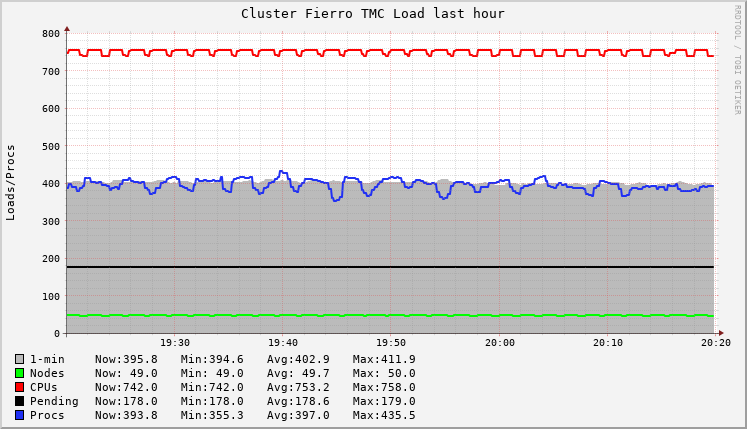 Cluster Fierro TMC Load last hour
RRDTOOL / TOBI OETIKER
Loads/Procs
800
700
600
500
400
300
200
100
0
19:30 19:40 19:50 20:00 20:10 20:20
1-min Now:395.8 Min:394.6 Avg:402.9 Max:411.9
Nodes Now: 49.0 Min: 49.0 Avg: 49.7 Max: 50.0
CPUs Now:742.0 Min:742.0 Avg:753.2 Max:758.0
Pending Now:178.0 Min:178.0 Avg:178.6 Max:179.0
Procs Now:393.8 Min:355.3 Avg:397.0 Max:435.5